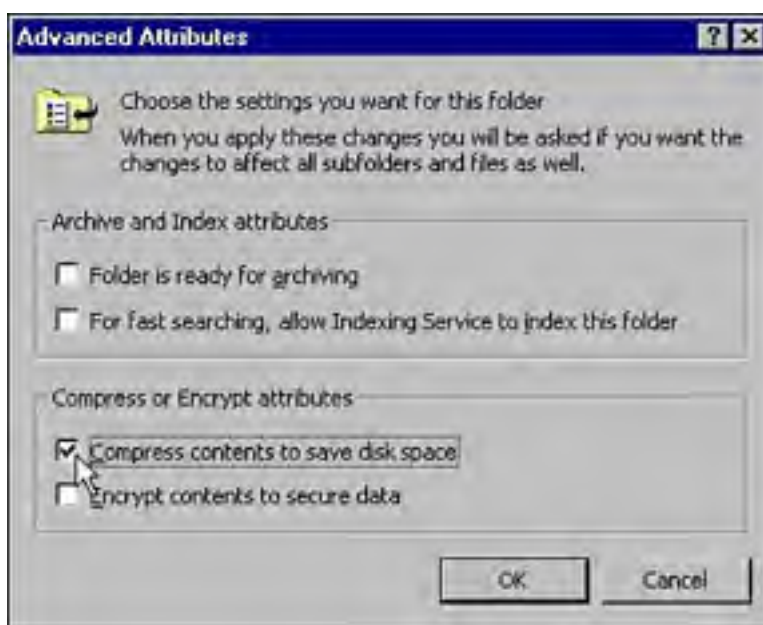 Advanced Attributes
Choose the settings you want for this folder
When you apply these changes you will be asked if you want the
changes to affect all subfolders and files as well.
Archive and Index attributes
Folder is ready for archiving
For fast searching, allow Indexing Service to index this folder
Compress or Encrypt attributes
Compress contents to save disk space
Encrypt contents to secure data
OK Cancel